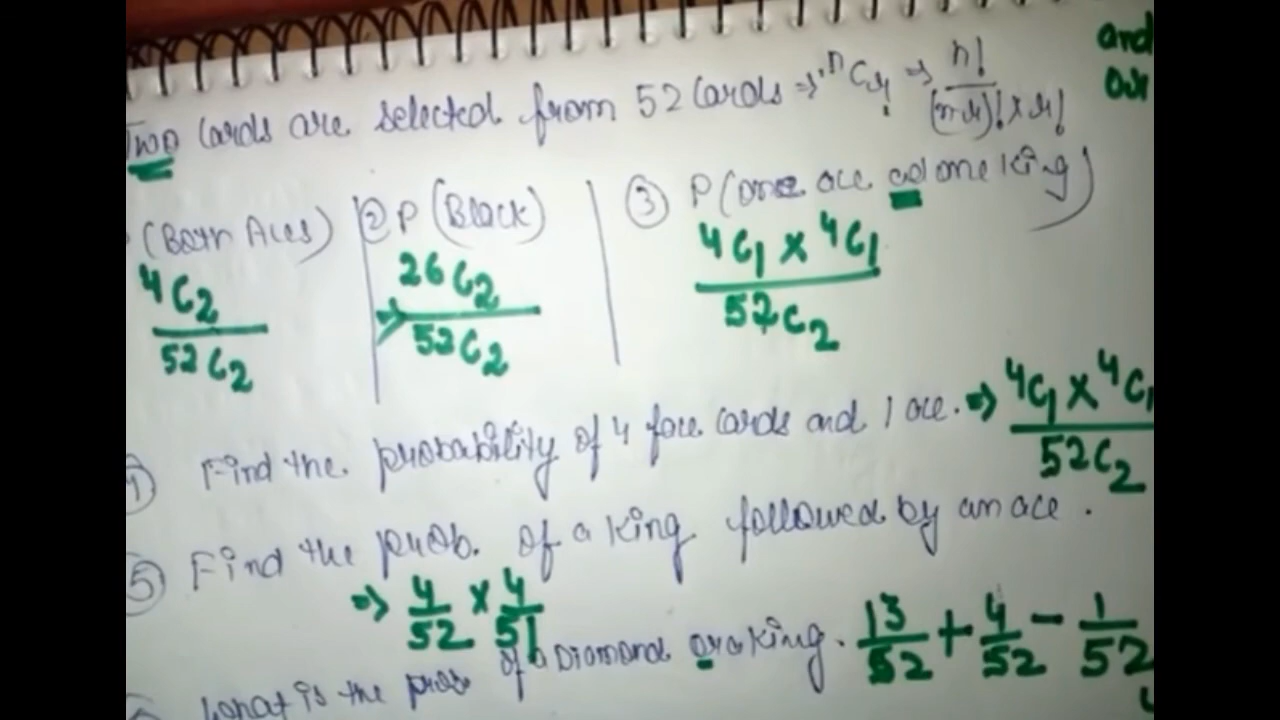 and
or
Two Cards are selected from 52 Cards ⇒ ⁿCr ⇒ n!/(n-r)! x r!
(Both Aces) ② P (Black) ③ P (one ace and one King)
4C2/52C2 ⇒ 26C2/52C2 4C1 x 4C1/52C2
Find the probability of 4 face Cards and 1 ace. ⇒ 4C1 x 4C1/52C2
⑤ Find the prob. of a King followed by an ace.
⇒ 4/52 x 4/51
What is the prob of a Diamond or a King. 13/52 + 4/52 - 1/52